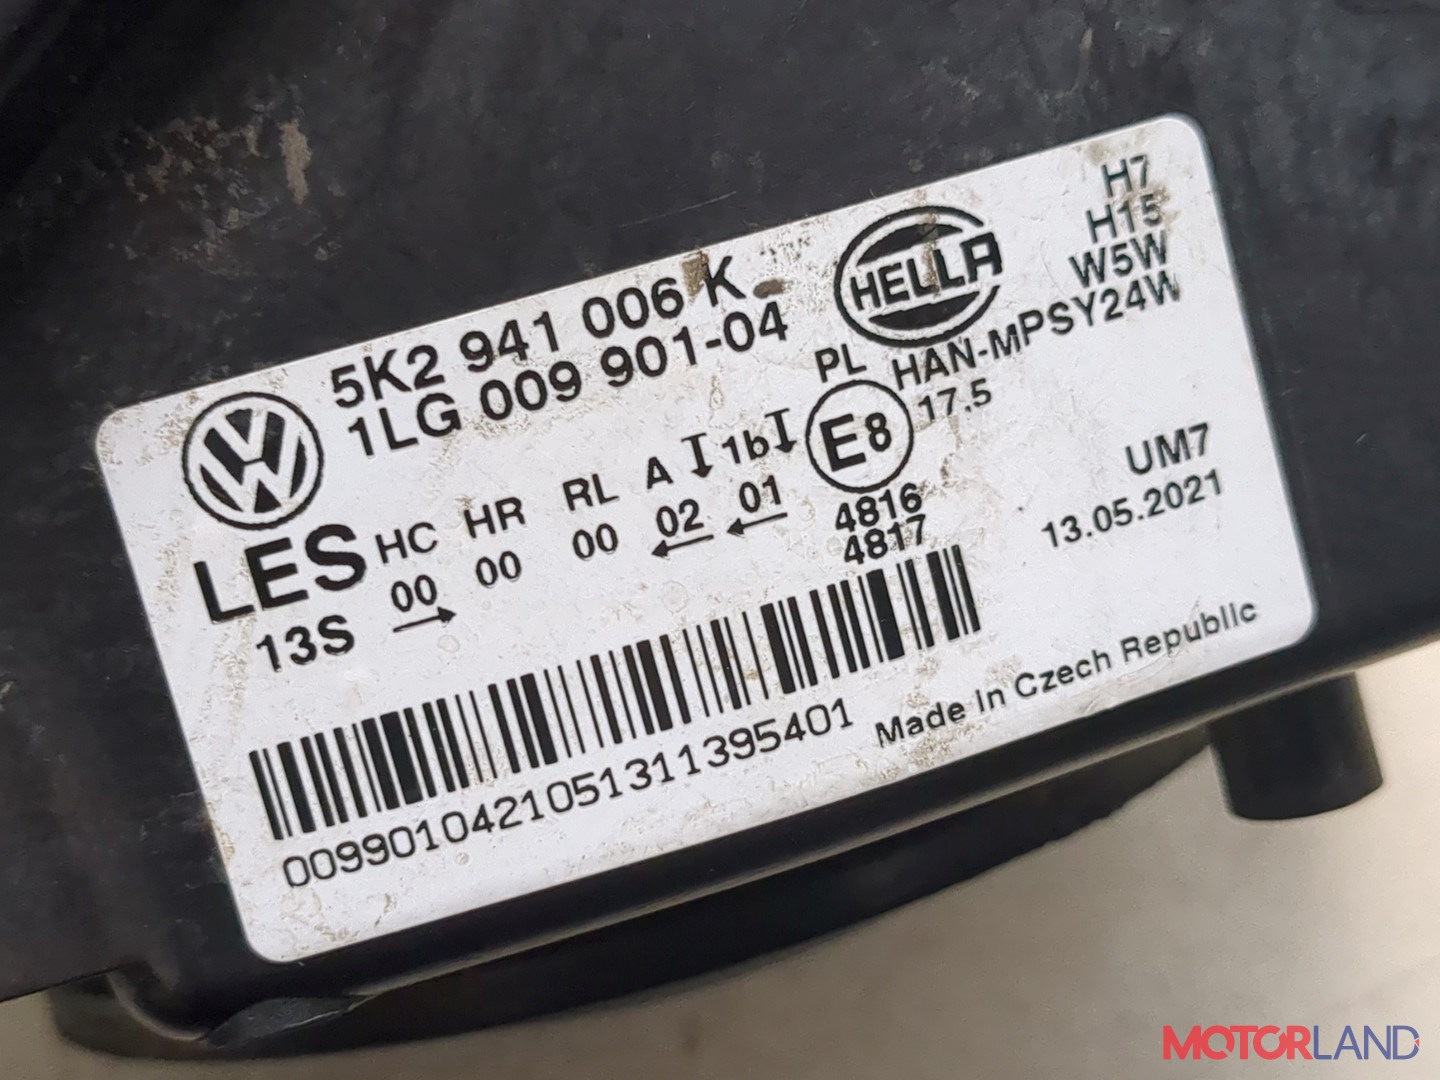 5K2 941 006 K
1LG 009 901-04
HELLA
H7
H15
W5W
HAN-MPSY24W
PL
17.5
LES
13S
HC HR RL A 1b
00 00 00 02 01
E8
4816
4817
UM7
13.05.2021
0099010421051311395401
Made In Czech Republic
MOTORLAND